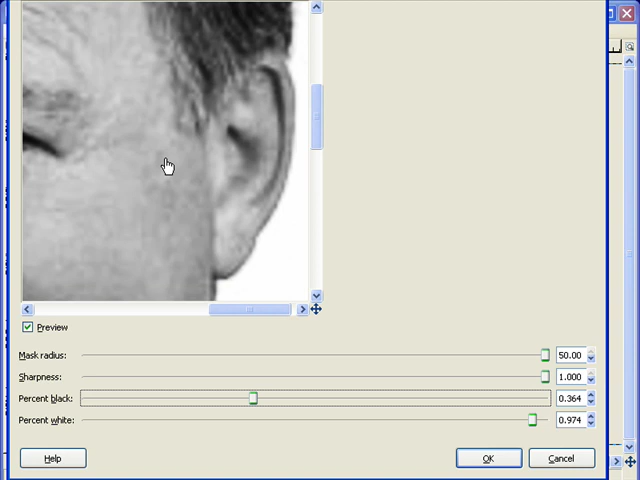 Preview
Mask radius: 50.00
Sharpness: 1.000
Percent black: 0.364
Percent white: 0.974
Help OK Cancel